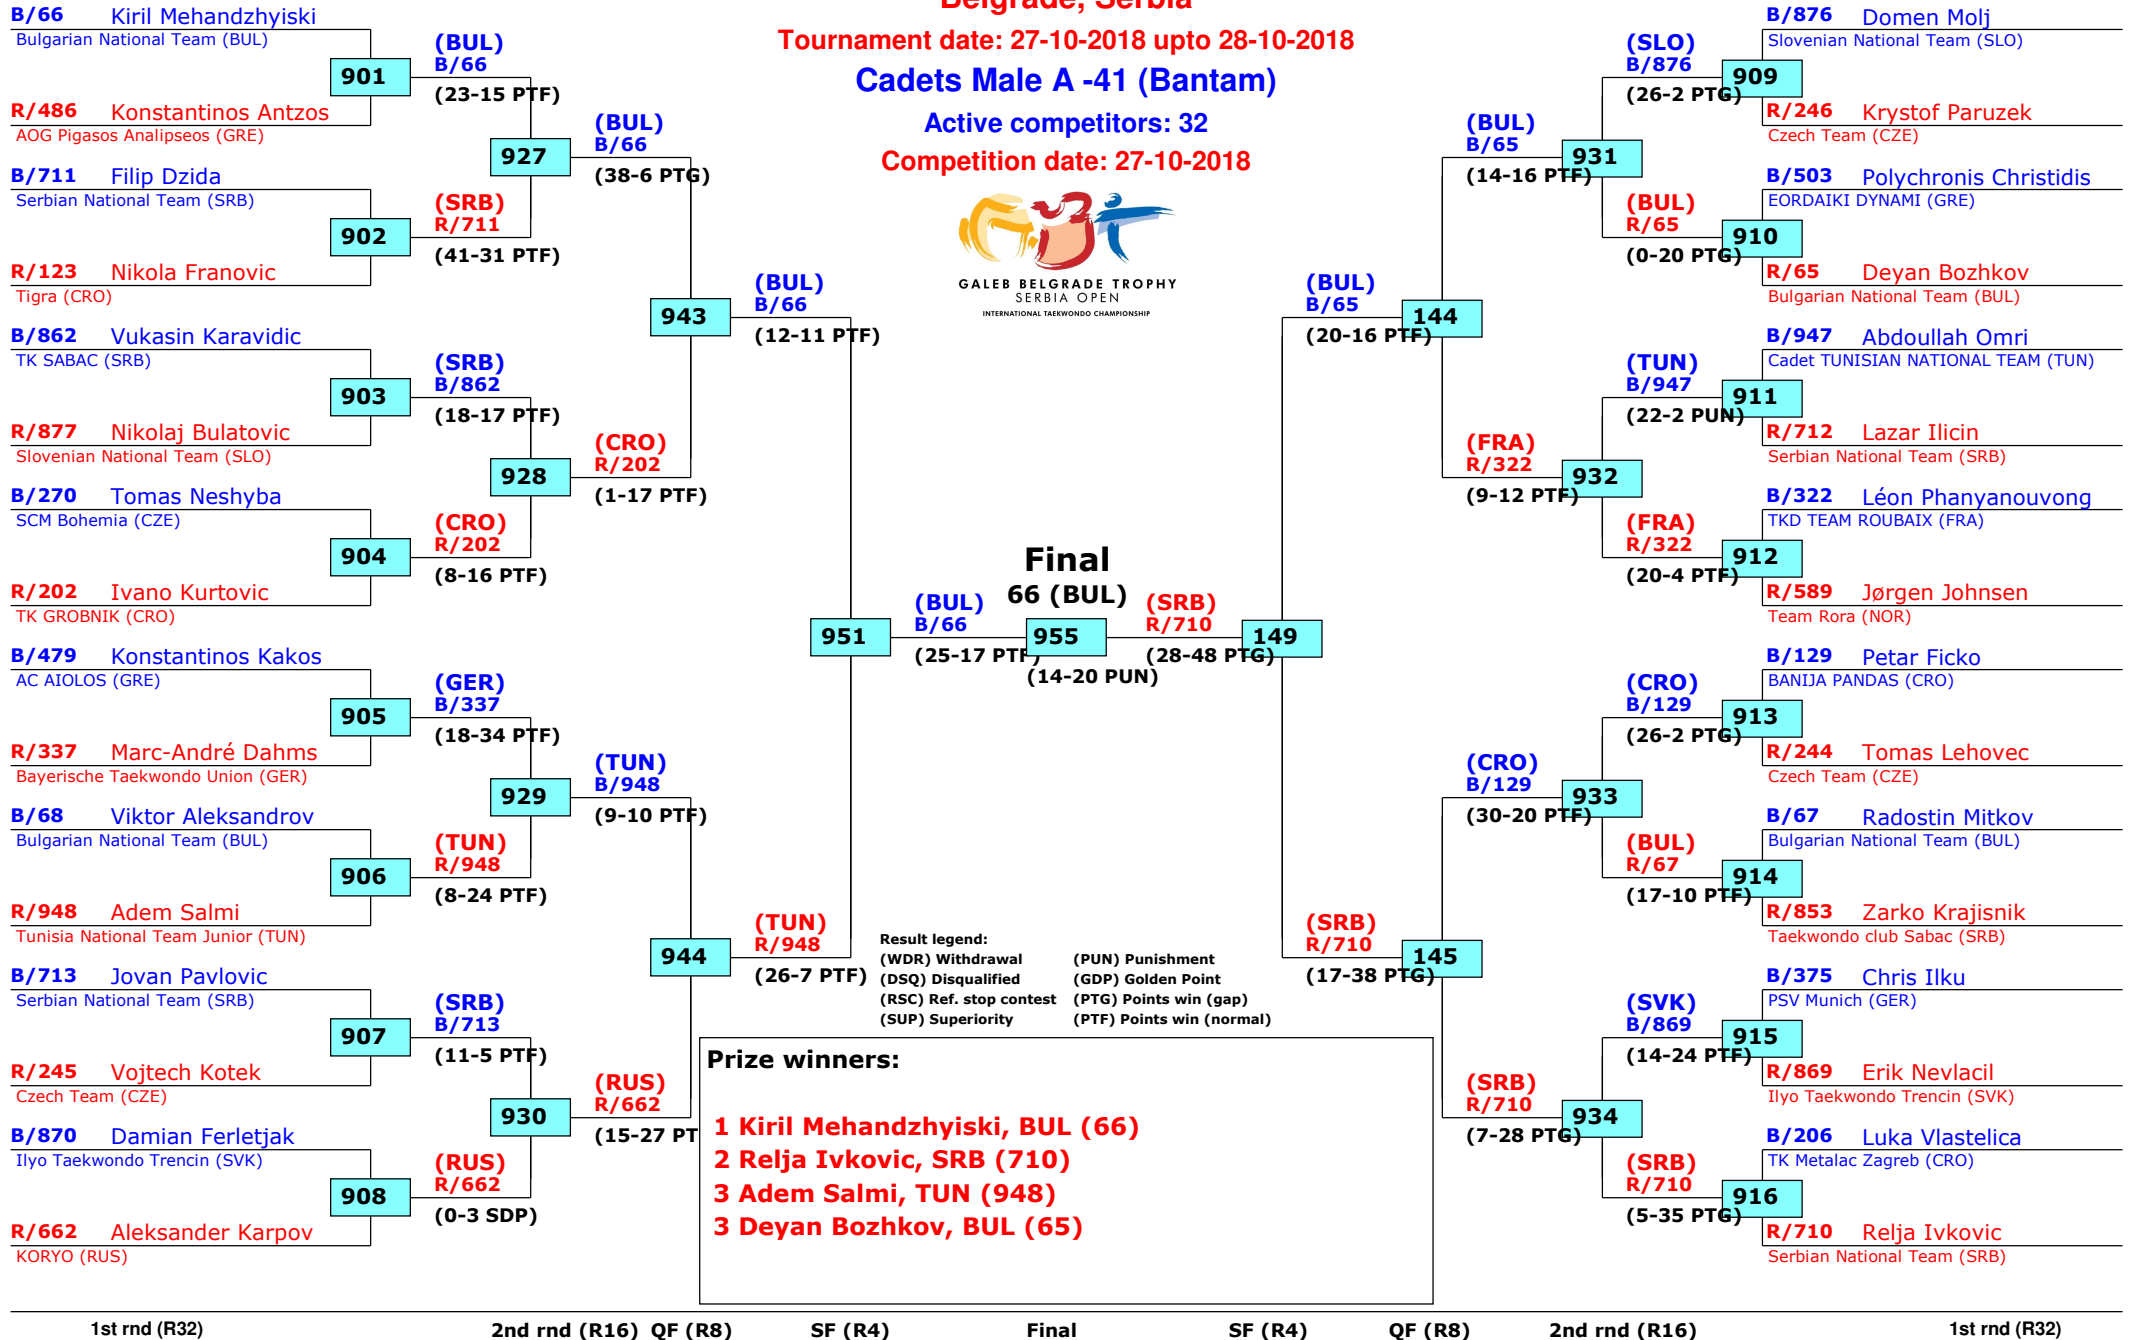 Belgrade, Serbia
Tournament date: 27-10-2018 upto 28-10-2018
Cadets Male A -41 (Bantam)
Active competitors: 32
Competition date: 27-10-2018
GALEB BELGRADE TROPHY
SERBIA OPEN
INTERNATIONAL TAEKWONDO CHAMPIONSHIP
B/66 Kiril Mehandzhyiski
Bulgarian National Team (BUL)
901
R/486 Konstantinos Antzos
AOG Pigasos Analipseos (GRE)
B/711 Filip Dzida
Serbian National Team (SRB)
902
R/123 Nikola Franovic
Tigra (CRO)
B/862 Vukasin Karavidic
TK SABAC (SRB)
903
R/877 Nikolaj Bulatovic
Slovenian National Team (SLO)
B/270 Tomas Neshyba
SCM Bohemia (CZE)
904
R/202 Ivano Kurtovic
TK GROBNIK (CRO)
B/479 Konstantinos Kakos
AC AIOLOS (GRE)
905
R/337 Marc-André Dahms
Bayerische Taekwondo Union (GER)
B/68 Viktor Aleksandrov
Bulgarian National Team (BUL)
906
R/948 Adem Salmi
Tunisia National Team Junior (TUN)
B/713 Jovan Pavlovic
Serbian National Team (SRB)
907
R/245 Vojtech Kotek
Czech Team (CZE)
B/870 Damian Ferletjak
Ilyo Taekwondo Trencin (SVK)
908
R/662 Aleksander Karpov
KORYO (RUS)
(BUL)
B/66
(23-15 PTF)
927
(SRB)
R/711
(41-31 PTF)
(SRB)
B/862
(18-17 PTF)
928
(CRO)
R/202
(8-16 PTF)
(GER)
B/337
(18-34 PTF)
929
(TUN)
R/948
(8-24 PTF)
(SRB)
B/713
(11-5 PTF)
930
(RUS)
R/662
(0-3 SDP)
(BUL)
B/66
(38-6 PTG)
943
(CRO)
R/202
(1-17 PTF)
(TUN)
B/948
(9-10 PTF)
944
(RUS)
R/662
(15-27 PT
(BUL)
B/66
(12-11 PTF)
951
(TUN)
R/948
(26-7 PTF)
(BUL)
B/66
(25-17 PTF)
Final
66 (BUL)
955
(14-20 PUN)
(SRB)
R/710
(28-48 PTG)
149
(BUL)
B/65
(20-16 PTF)
144
(SRB)
R/710
(17-38 PTG)
145
(BUL)
B/65
(14-16 PTF)
931
(FRA)
R/322
(9-12 PTF)
932
(CRO)
B/129
(30-20 PTF)
933
(SRB)
R/710
(7-28 PTG)
934
(SLO)
B/876
(26-2 PTG)
909
(BUL)
R/65
(0-20 PTG)
910
(TUN)
B/947
(22-2 PUN)
911
(FRA)
R/322
(20-4 PTF)
912
(CRO)
B/129
(26-2 PTG)
913
(BUL)
R/67
(17-10 PTF)
914
(SVK)
B/869
(14-24 PTF)
915
(SRB)
R/710
(5-35 PTG)
916
B/876 Domen Molj
Slovenian National Team (SLO)
R/246 Krystof Paruzek
Czech Team (CZE)
B/503 Polychronis Christidis
EORDAIKI DYNAMI (GRE)
R/65 Deyan Bozhkov
Bulgarian National Team (BUL)
B/947 Abdoullah Omri
Cadet TUNISIAN NATIONAL TEAM (TUN)
R/712 Lazar Ilicin
Serbian National Team (SRB)
B/322 Léon Phanyanouvong
TKD TEAM ROUBAIX (FRA)
R/589 Jørgen Johnsen
Team Rora (NOR)
B/129 Petar Ficko
BANIJA PANDAS (CRO)
R/244 Tomas Lehovec
Czech Team (CZE)
B/67 Radostin Mitkov
Bulgarian National Team (BUL)
R/853 Zarko Krajisnik
Taekwondo club Sabac (SRB)
B/375 Chris Ilku
PSV Munich (GER)
R/869 Erik Nevlacil
Ilyo Taekwondo Trencin (SVK)
B/206 Luka Vlastelica
TK Metalac Zagreb (CRO)
R/710 Relja Ivkovic
Serbian National Team (SRB)
Result legend:
(WDR) Withdrawal (PUN) Punishment
(DSQ) Disqualified (GDP) Golden Point
(RSC) Ref. stop contest (PTG) Points win (gap)
(SUP) Superiority (PTF) Points win (normal)
Prize winners:
1 Kiril Mehandzhyiski, BUL (66)
2 Relja Ivkovic, SRB (710)
3 Adem Salmi, TUN (948)
3 Deyan Bozhkov, BUL (65)
1st rnd (R32) 2nd rnd (R16) QF (R8) SF (R4) Final SF (R4) QF (R8) 2nd rnd (R16) 1st rnd (R32)